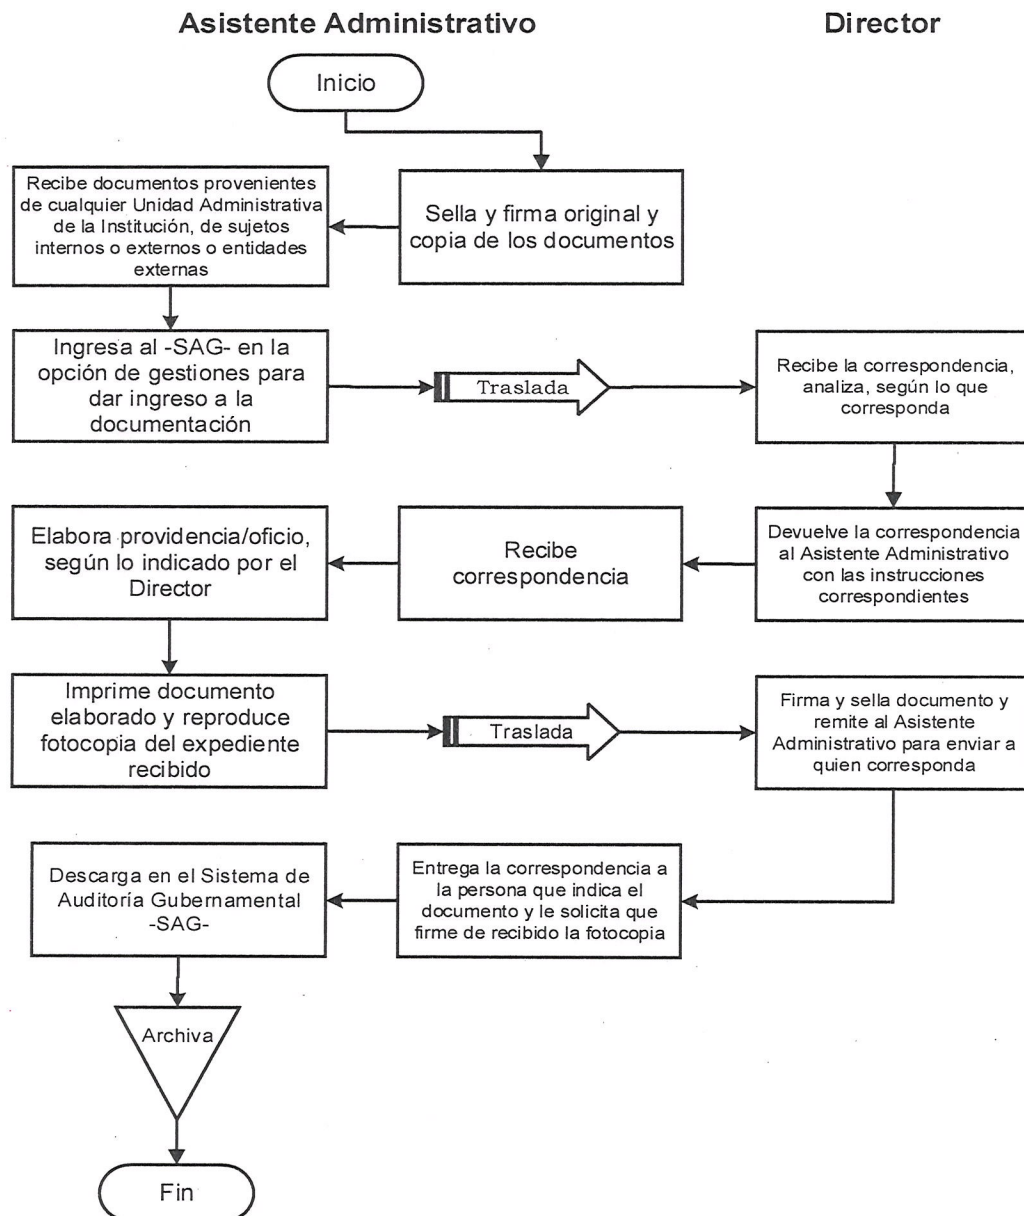 Asistente Administrativo
Director
Inicio
Recibe documentos provenientes
de cualquier Unidad Administrativa
de la Institución, de sujetos
internos o externos o entidades
externas
Sella y firma original y
copia de los documentos
Ingresa al -SAG- en la
opción de gestiones para
dar ingreso a la
documentación
Traslada
Recibe la correspondencia,
analiza, según lo que
corresponda
Elabora providencia/oficio,
según lo indicado por el
Director
Recibe
correspondencia
Devuelve la correspondencia
al Asistente Administrativo
con las instrucciones
correspondientes
Imprime documento
elaborado y reproduce
fotocopia del expediente
recibido
Traslada
Firma y sella documento y
remite al Asistente
Administrativo para enviar a
quien corresponda
Descarga en el Sistema de
Auditoría Gubernamental
-SAG-
Entrega la correspondencia a
la persona que indica el
documento y le solicita que
firme de recibido la fotocopia
Archiva
Fin